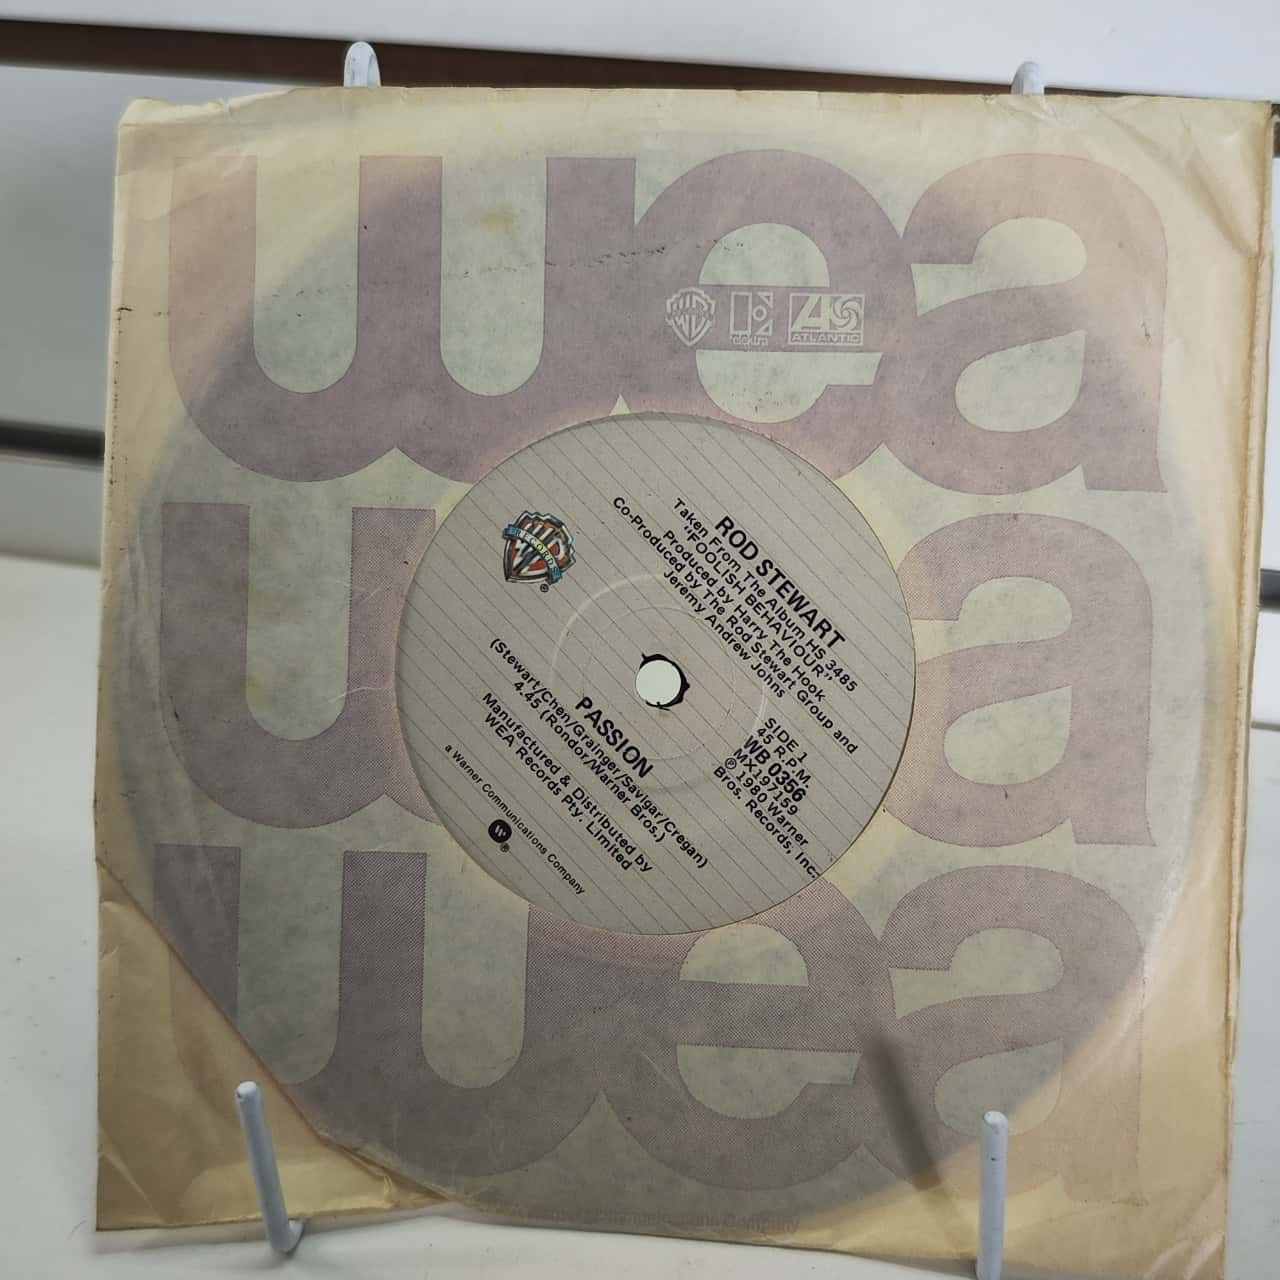 wea
WB
elektra
ATLANTIC
wea
wea
RECORDS
ROD STEWART
Taken From The Album HS 3485
"FOOLISH BEHAVIOUR"
Produced by Harry The Hook
Co-Produced by The Rod Stewart Group and
Jeremy Andrew Johns
SIDE 1
45 R.P.M.
WB 0356
MX197159
℗ 1980 Warner
Bros. Records, Inc.
PASSION
(Stewart/Chen/Grainger/Savigar/Cregan)
4.45 (Rondor/Warner Bros.)
Manufactured & Distributed by
WEA Records Pty. Limited
a Warner Communications Company
®
®
Communications Company